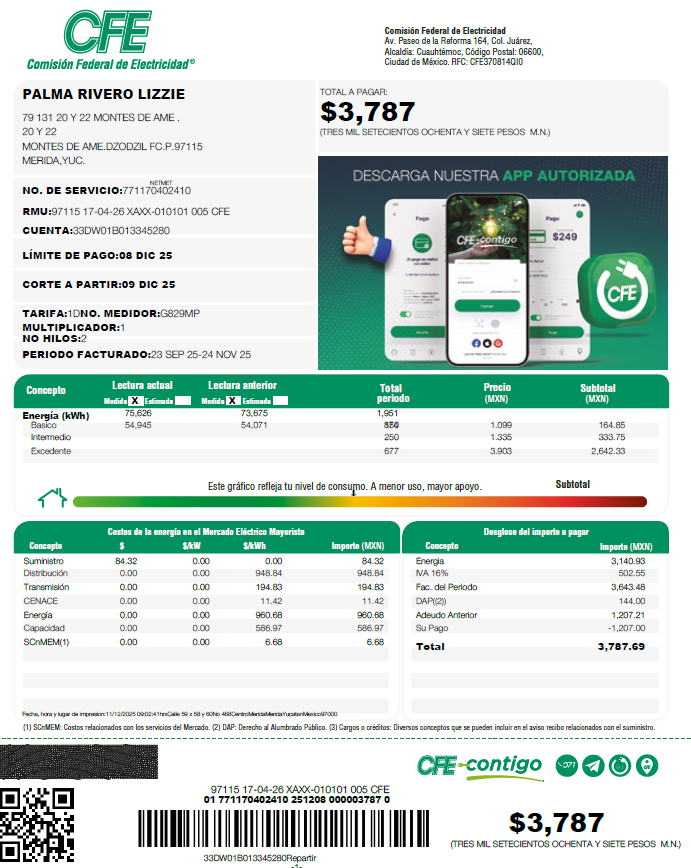 CFE
Comisión Federal de Electricidad®
Comisión Federal de Electricidad
Av. Paseo de la Reforma 164, Col. Juárez,
Alcaldía: Cuauhtémoc, Código Postal: 06600,
Ciudad de México. RFC: CFE370814QI0
PALMA RIVERO LIZZIE
79 131 20 Y 22 MONTES DE AME .
20 Y 22
MONTES DE AME.DZODZIL FC.P.97115
MERIDA,YUC.
TOTAL A PAGAR:
$3,787
(TRES MIL SETECIENTOS OCHENTA Y SIETE PESOS M.N.)
NETMET
NO. DE SERVICIO:771170402410
RMU:97115 17-04-26 XAXX-010101 005 CFE
CUENTA:33DW01B013345280
LÍMITE DE PAGO:08 DIC 25
CORTE A PARTIR:09 DIC 25
TARIFA:1DNO. MEDIDOR:G829MP
MULTIPLICADOR:1
NO HILOS:2
PERIODO FACTURADO:23 SEP 25-24 NOV 25
DESCARGA NUESTRA APP AUTORIZADA
Pago
Pago
$249
CFE contigo
CFE
Concepto Lectura actual Lectura anterior Total periodo Precio (MXN) Subtotal (MXN)
Medida X Estimada Medida X Estimada
Energía (kWh) 75,626 73,675 1,951
Basico 54,945 54,071 1.099 164.85
Intermedio 250 1.335 333.75
Excedente 677 3.903 2,642.33
Este gráfico refleja tu nivel de consumo. A menor uso, mayor apoyo.
Subtotal
Costos de la energía en el Mercado Eléctrico Mayorista
Concepto $ $/kW $/kWh Importe (MXN)
Suministro 84.32 0.00 0.00 84.32
Distribución 0.00 0.00 948.84 948.84
Transmisión 0.00 0.00 194.83 194.83
CENACE 0.00 0.00 11.42 11.42
Energía 0.00 0.00 960.68 960.68
Capacidad 0.00 0.00 586.97 586.97
SCnMEM(1) 0.00 0.00 6.68 6.68
Desglose del importe a pagar
Concepto Importe (MXN)
Energia 3,140.93
IVA 16% 502.55
Fac. del Periodo 3,643.48
DAP((2)) 144.00
Adeudo Anterior 1,207.21
Su Pago -1,207.00
Total 3,787.69
Fecha, hora y lugar de impresion:11/12/2025 09:02:41hrsCalle 59 x 58 y 60No 488CentroMeridaMeridaYucatanMexico97000
(1) SCnMEM: Costos relacionados con los servicios del Mercado. (2) DAP: Derecho al Alumbrado Público. (3) Cargos o créditos: Diversos conceptos que se pueden incluir en el aviso recibo relacionados con el suministro.
CFE contigo
071
97115 17-04-26 XAXX-010101 005 CFE
01 771170402410 251208 000003787 0
33DW01B013345280Repartir
-1-
$3,787
(TRES MIL SETECIENTOS OCHENTA Y SIETE PESOS M.N.)